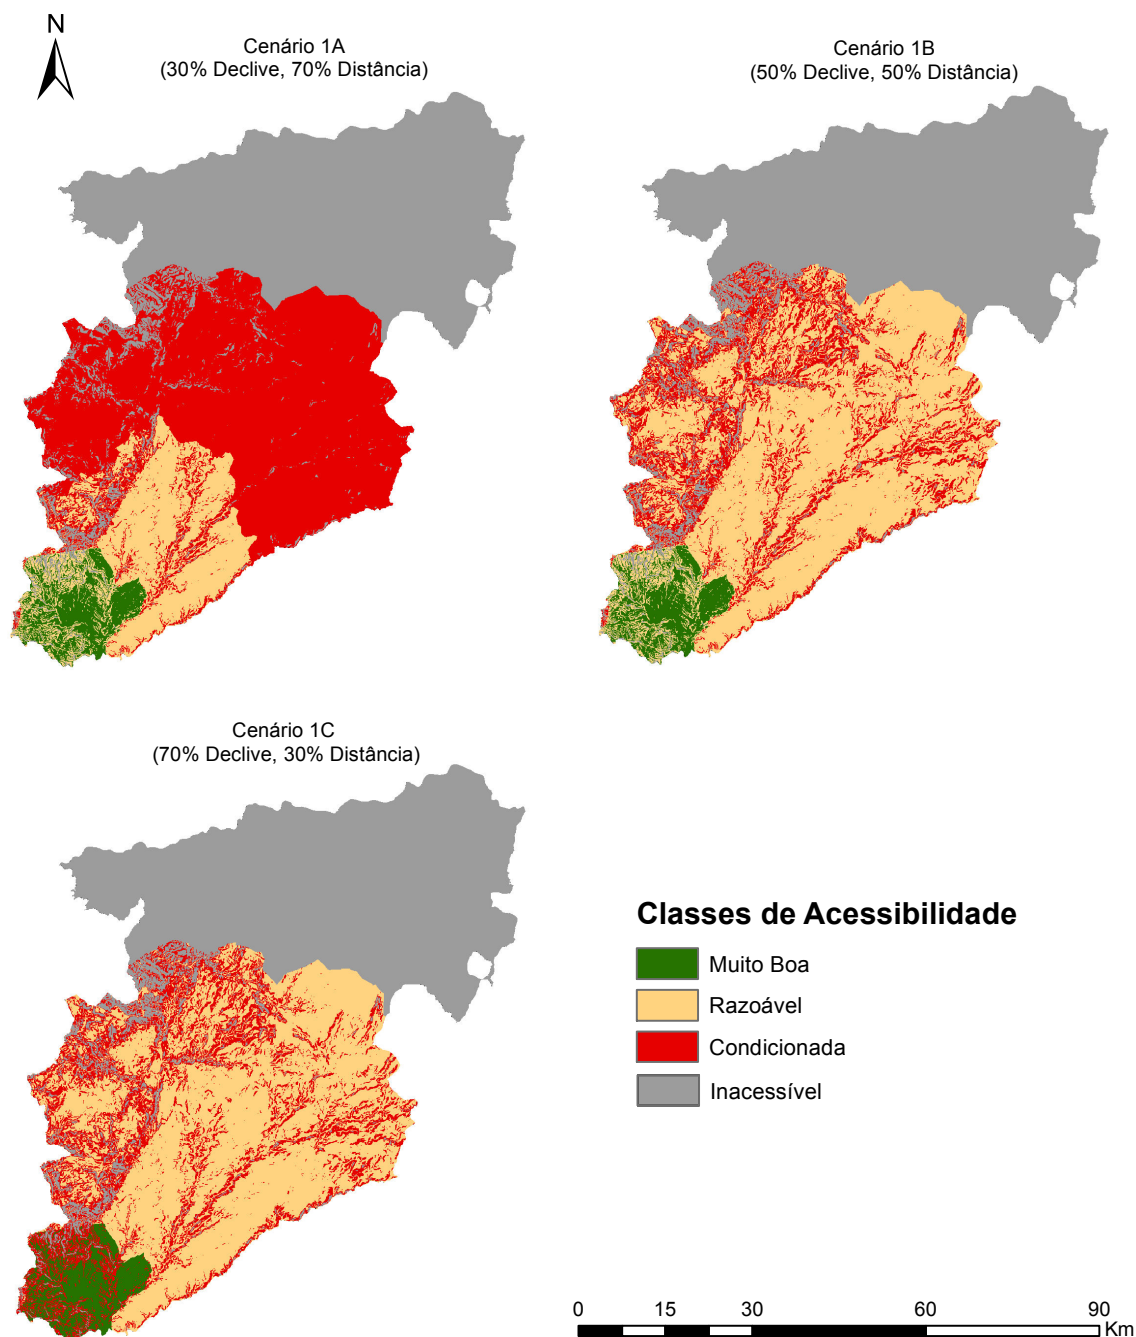 N
Cenário 1A
(30% Declive, 70% Distância)
Cenário 1B
(50% Declive, 50% Distância)
Cenário 1C
(70% Declive, 30% Distância)
Classes de Acessibilidade
Muito Boa
Razoável
Condicionada
Inacessível
0 15 30 60 90
Km